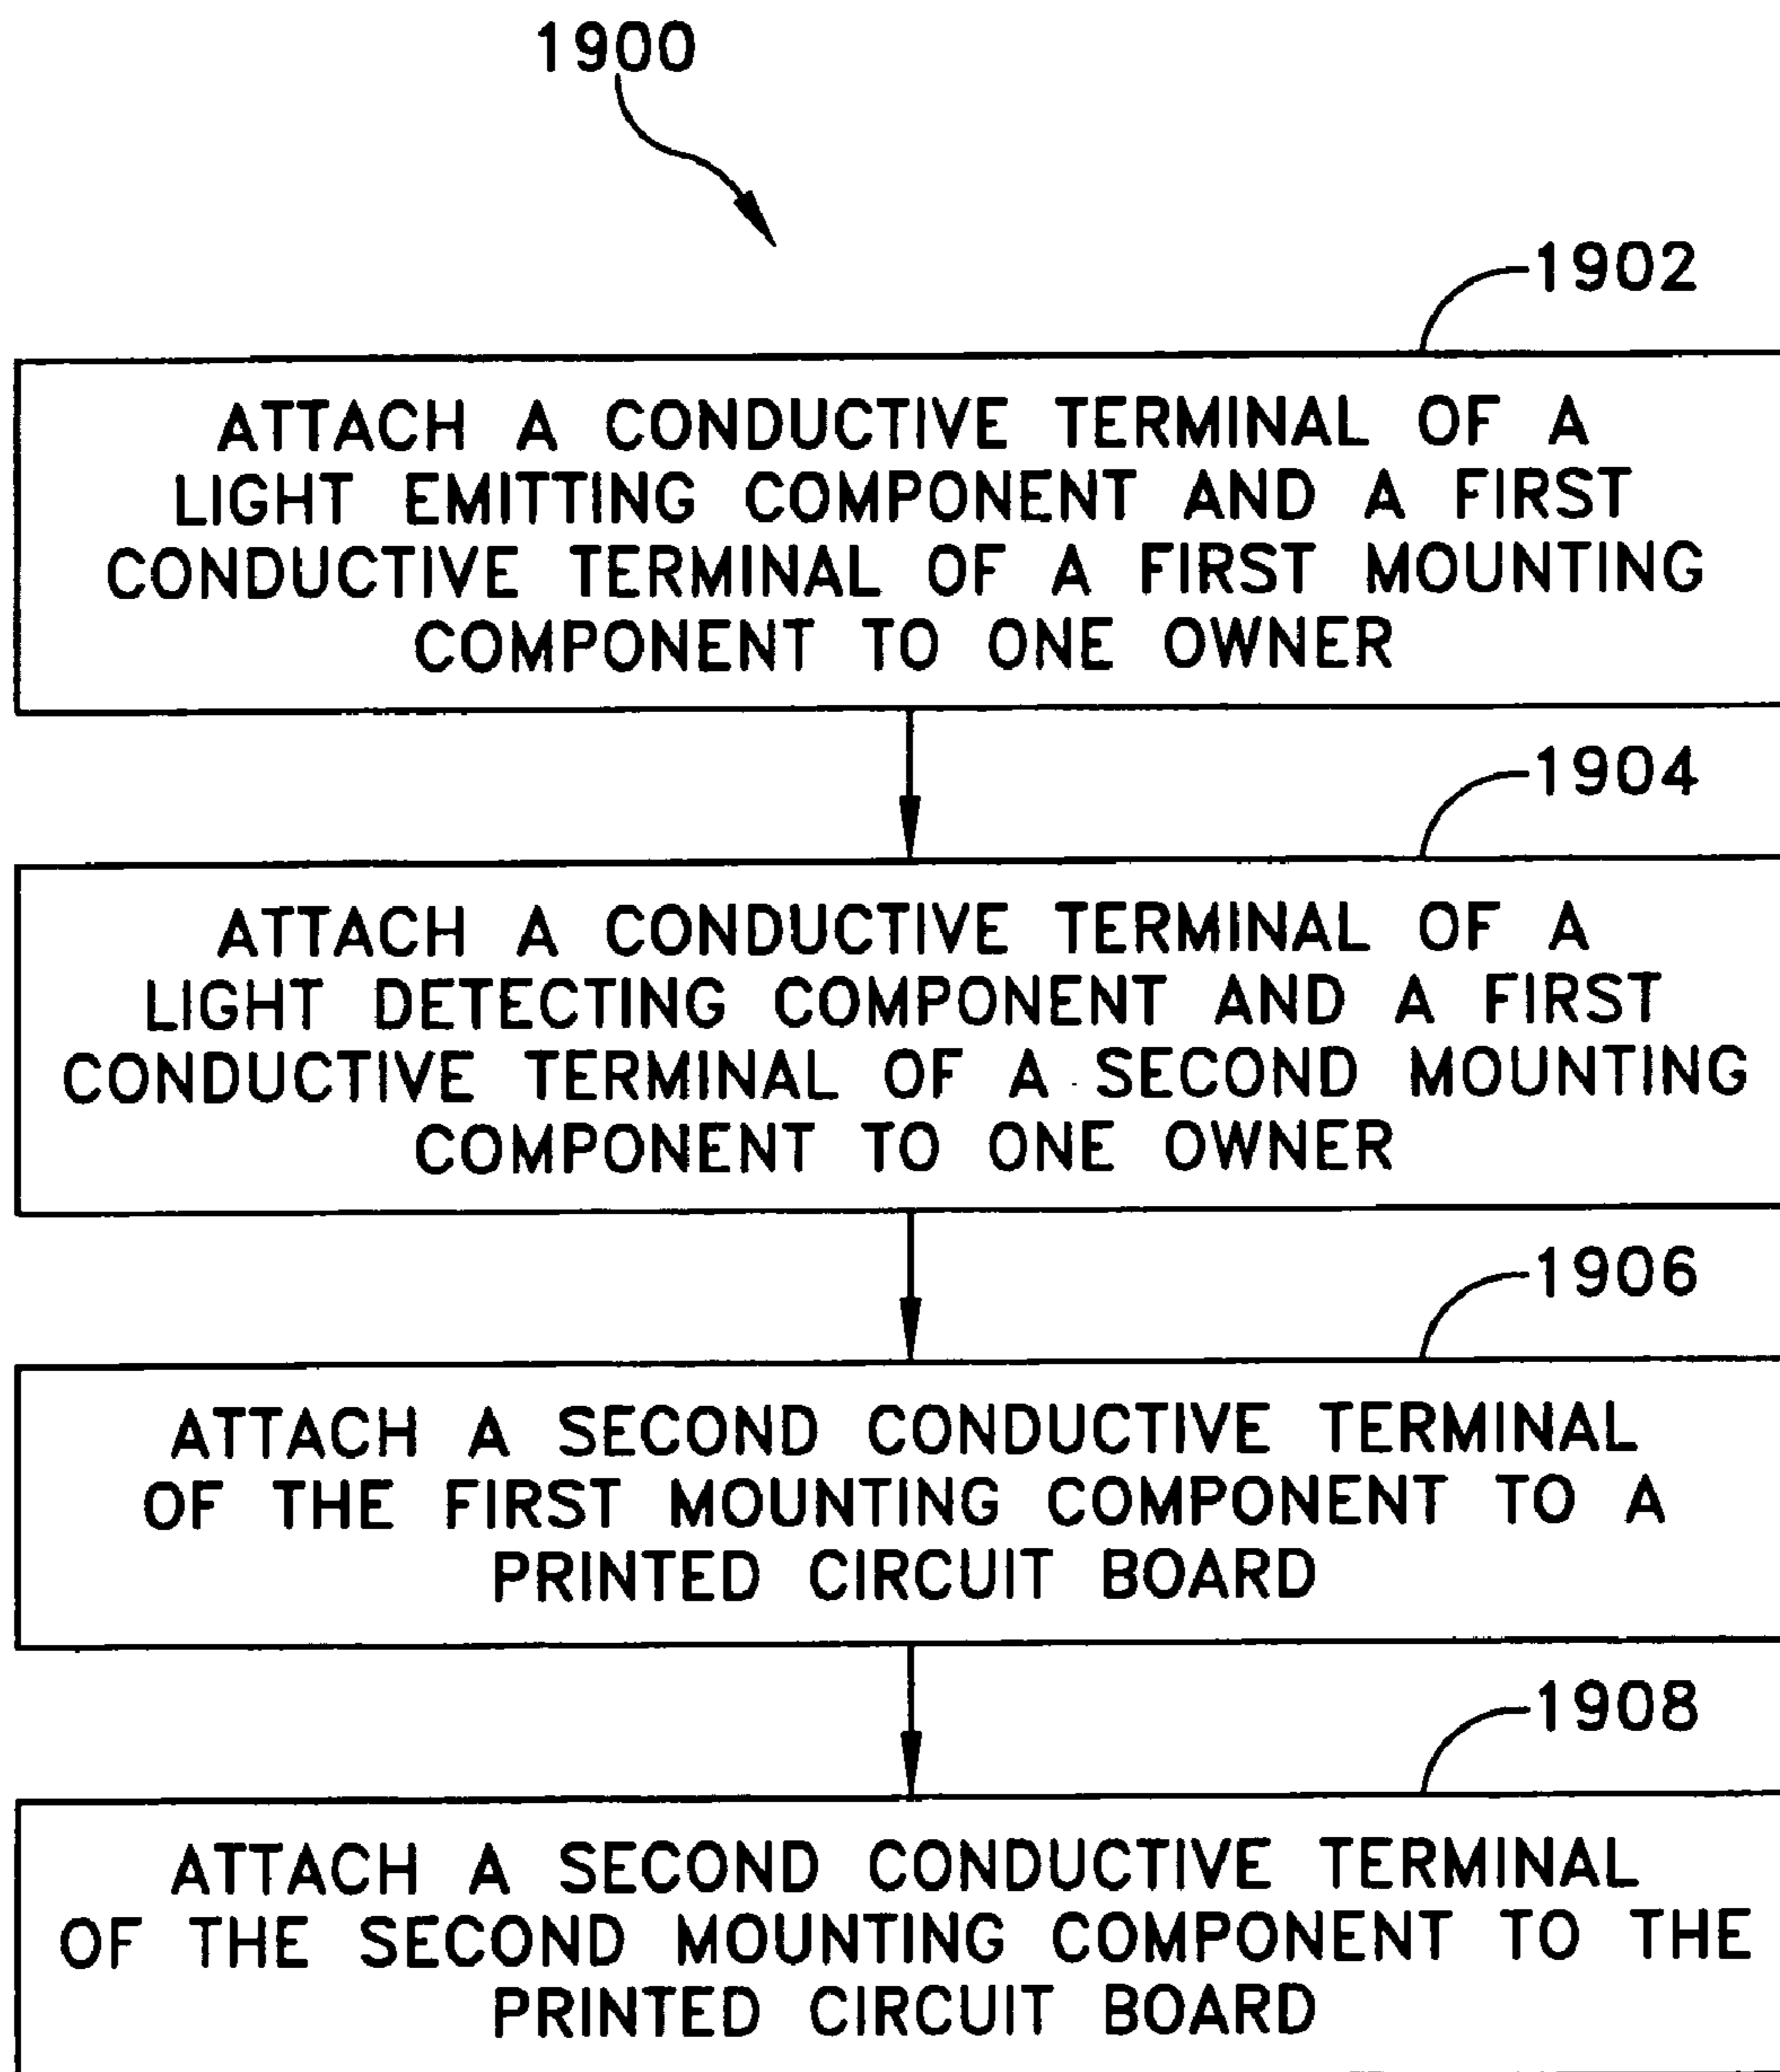 1900
1902
ATTACH A CONDUCTIVE TERMINAL OF A
LIGHT EMITTING COMPONENT AND A FIRST
CONDUCTIVE TERMINAL OF A FIRST MOUNTING
COMPONENT TO ONE OWNER
1904
ATTACH A CONDUCTIVE TERMINAL OF A
LIGHT DETECTING COMPONENT AND A FIRST
CONDUCTIVE TERMINAL OF A SECOND MOUNTING
COMPONENT TO ONE OWNER
1906
ATTACH A SECOND CONDUCTIVE TERMINAL
OF THE FIRST MOUNTING COMPONENT TO A
PRINTED CIRCUIT BOARD
1908
ATTACH A SECOND CONDUCTIVE TERMINAL
OF THE SECOND MOUNTING COMPONENT TO THE
PRINTED CIRCUIT BOARD